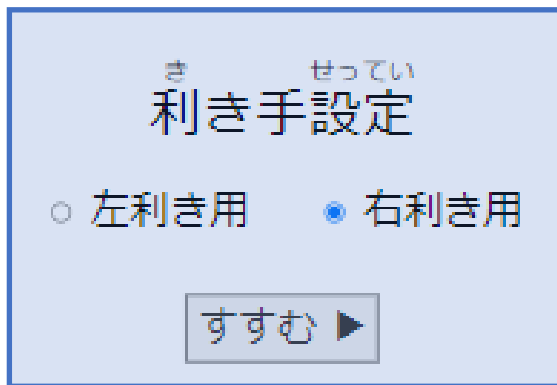 き せってい
利き手設定
左利き用 右利き用
すすむ ▶